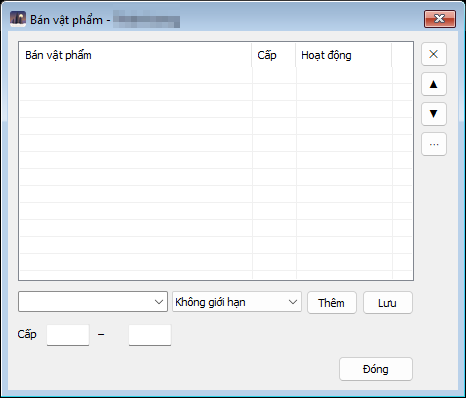 Bán vật phẩm -
Bán vật phẩm Cấp Hoạt động
Không giới hạn Thêm Lưu
Cấp –
Đóng